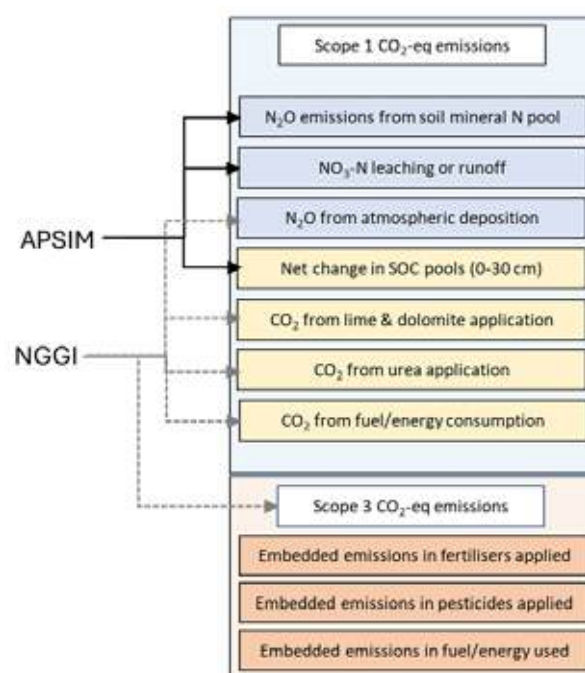 Scope 1 CO₂-eq emissions
N₂O emissions from soil mineral N pool
NO₃-N leaching or runoff
N₂O from atmospheric deposition
APSIM
Net change in SOC pools (0-30 cm)
CO₂ from lime & dolomite application
NGGI
CO₂ from urea application
CO₂ from fuel/energy consumption
Scope 3 CO₂-eq emissions
Embedded emissions in fertilisers applied
Embedded emissions in pesticides applied
Embedded emissions in fuel/energy used